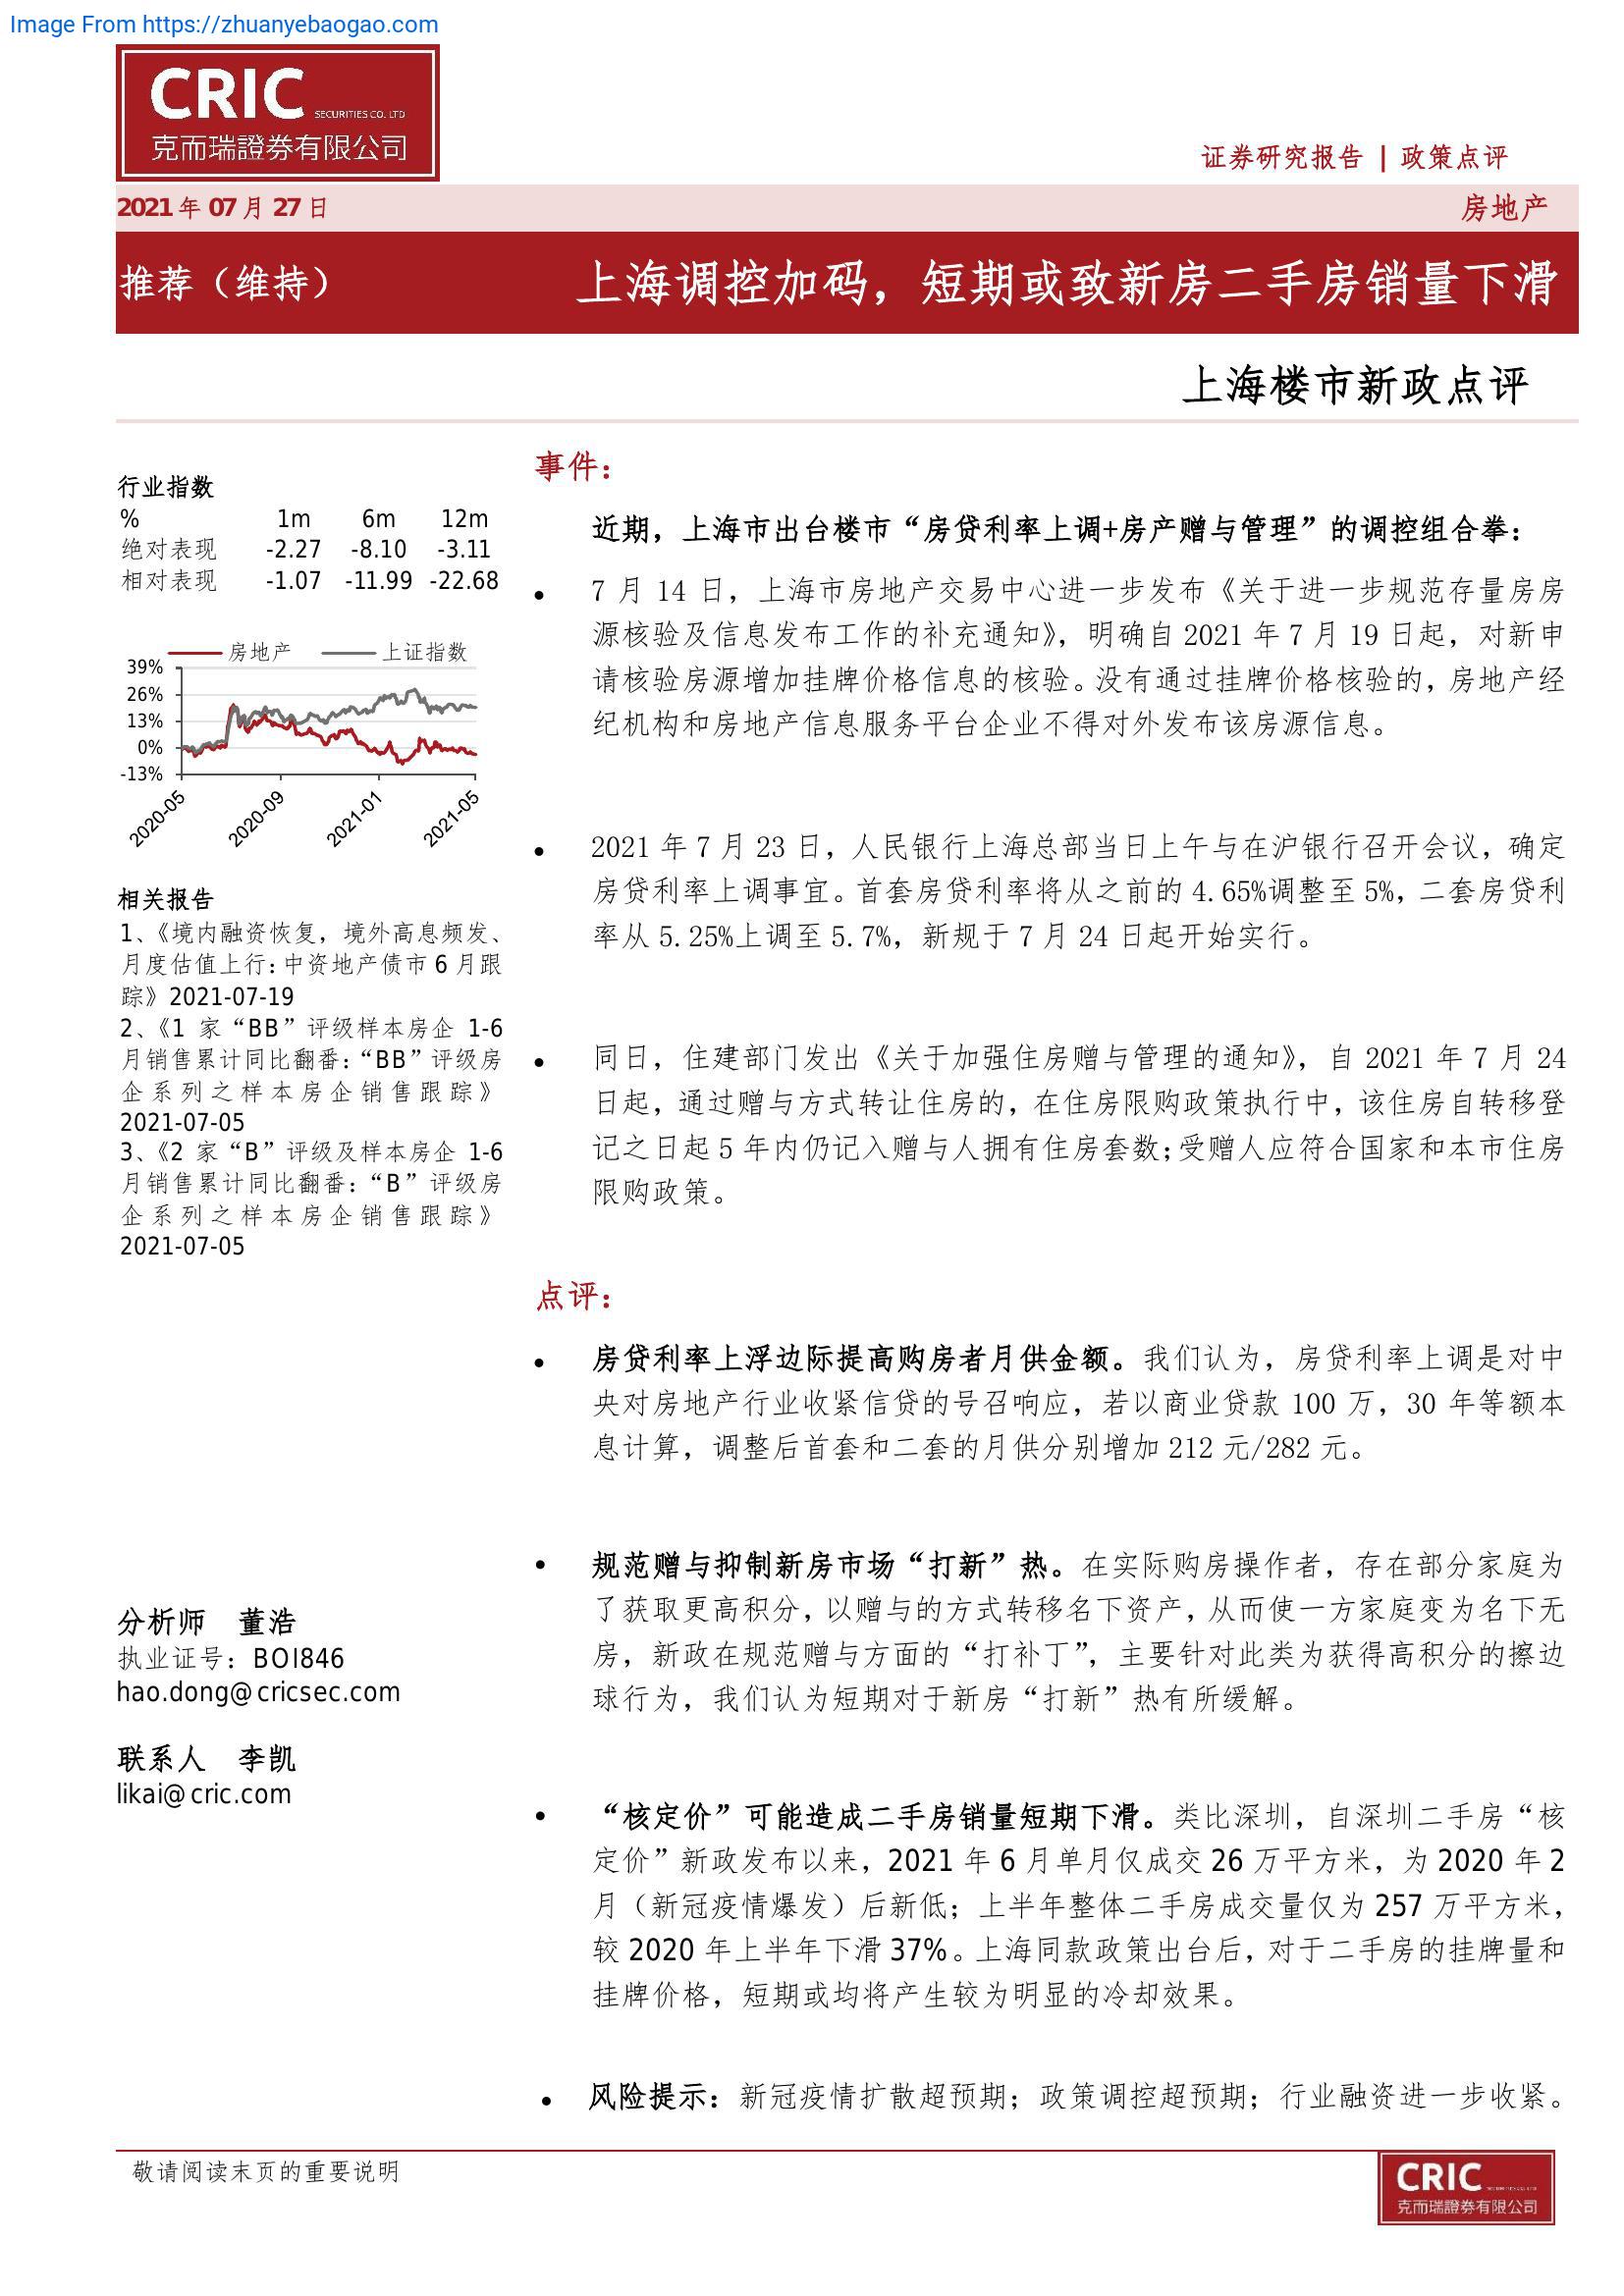 Image From https://zhuanyebaogao.com
CRIC
SECURITIES CO. LTD
克而瑞證券有限公司
证券研究报告 | 政策点评
2021 年 07 月 27 日
房地产
推荐（维持）
上海调控加码，短期或致新房二手房销量下滑
上海楼市新政点评
行业指数
% 1m 6m 12m
绝对表现 -2.27 -8.10 -3.11
相对表现 -1.07 -11.99 -22.68
房地产 上证指数
39%
26%
13%
0%
-13%
2020-05 2020-09 2021-01 2021-05
相关报告
1、《境内融资恢复，境外高息频发、
月度估值上行：中资地产债市 6 月跟
踪》2021-07-19
2、《1 家“BB”评级样本房企 1-6
月销售累计同比翻番：“BB”评级房
企系列之样本房企销售跟踪》
2021-07-05
3、《2 家“B”评级及样本房企 1-6
月销售累计同比翻番：“B”评级房
企系列之样本房企销售跟踪》
2021-07-05
分析师 董浩
执业证号：BOI846
hao.dong@cricsec.com
联系人 李凯
likai@cric.com
事件：
近期，上海市出台楼市“房贷利率上调+房产赠与管理”的调控组合拳：
● 7 月 14 日，上海市房地产交易中心进一步发布《关于进一步规范存量房房
源核验及信息发布工作的补充通知》，明确自 2021 年 7 月 19 日起，对新申
请核验房源增加挂牌价格信息的核验。没有通过挂牌价格核验的，房地产经
纪机构和房地产信息服务平台企业不得对外发布该房源信息。
● 2021 年 7 月 23 日，人民银行上海总部当日上午与在沪银行召开会议，确定
房贷利率上调事宜。首套房贷利率将从之前的 4.65%调整至 5%，二套房贷利
率从 5.25%上调至 5.7%，新规于 7 月 24 日起开始实行。
● 同日，住建部门发出《关于加强住房赠与管理的通知》，自 2021 年 7 月 24
日起，通过赠与方式转让住房的，在住房限购政策执行中，该住房自转移登
记之日起 5 年内仍记入赠与人拥有住房套数；受赠人应符合国家和本市住房
限购政策。
点评：
● 房贷利率上浮边际提高购房者月供金额。我们认为，房贷利率上调是对中
央对房地产行业收紧信贷的号召响应，若以商业贷款 100 万，30 年等额本
息计算，调整后首套和二套的月供分别增加 212 元/282 元。
● 规范赠与抑制新房市场“打新”热。在实际购房操作者，存在部分家庭为
了获取更高积分，以赠与的方式转移名下资产，从而使一方家庭变为名下无
房，新政在规范赠与方面的“打补丁”，主要针对此类为获得高积分的擦边
球行为，我们认为短期对于新房“打新”热有所缓解。
● “核定价”可能造成二手房销量短期下滑。类比深圳，自深圳二手房“核
定价”新政发布以来，2021 年 6 月单月仅成交 26 万平方米，为 2020 年 2
月（新冠疫情爆发）后新低；上半年整体二手房成交量仅为 257 万平方米，
较 2020 年上半年下滑 37%。上海同款政策出台后，对于二手房的挂牌量和
挂牌价格，短期或均将产生较为明显的冷却效果。
● 风险提示：新冠疫情扩散超预期；政策调控超预期；行业融资进一步收紧。
敬请阅读末页的重要说明
CRIC
克而瑞證券有限公司